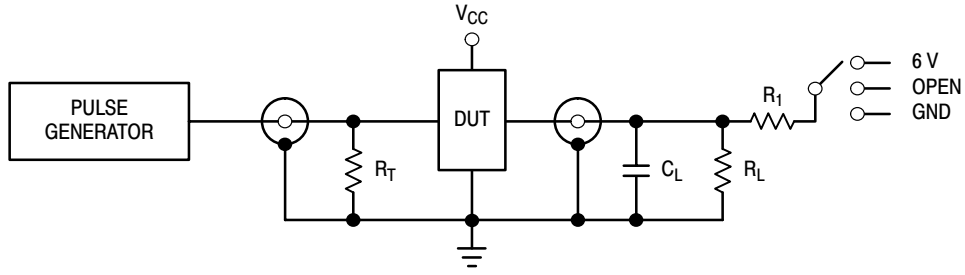 V_CC
PULSE
GENERATOR
DUT
R_T
C_L
R_L
R_1
6 V
OPEN
GND